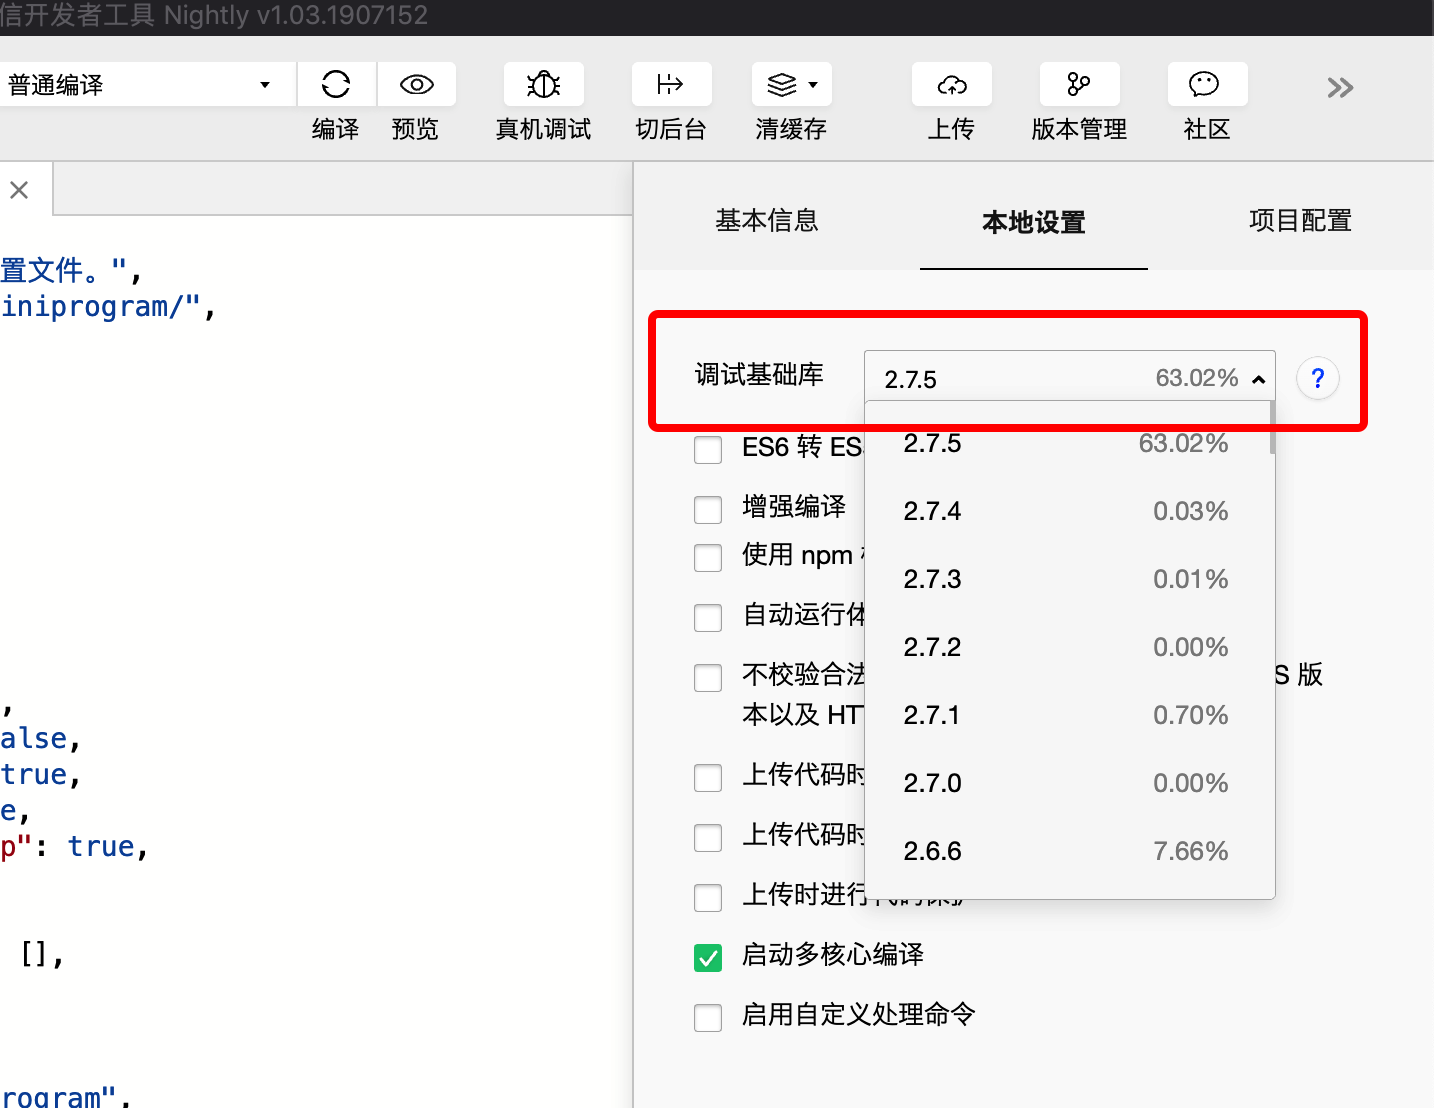 信开发者工具 Nightly v1.03.1907152
普通编译
编译
预览
真机调试
切后台
清缓存
上传
版本管理
社区
基本信息
本地设置
项目配置
置文件。",
iniprogram/",
,
alse,
true,
e,
p": true,
[],
rogram",
调试基础库
2.7.5 63.02%
?
2.7.5 63.02%
2.7.4 0.03%
2.7.3 0.01%
2.7.2 0.00%
2.7.1 0.70%
2.7.0 0.00%
2.6.6 7.66%
ES6 转 ES
增强编译
使用 npm
自动运行体
不校验合法 S 版
本以及 HT
上传代码时
上传代码时
上传时进行代码保护
启动多核心编译
启用自定义处理命令